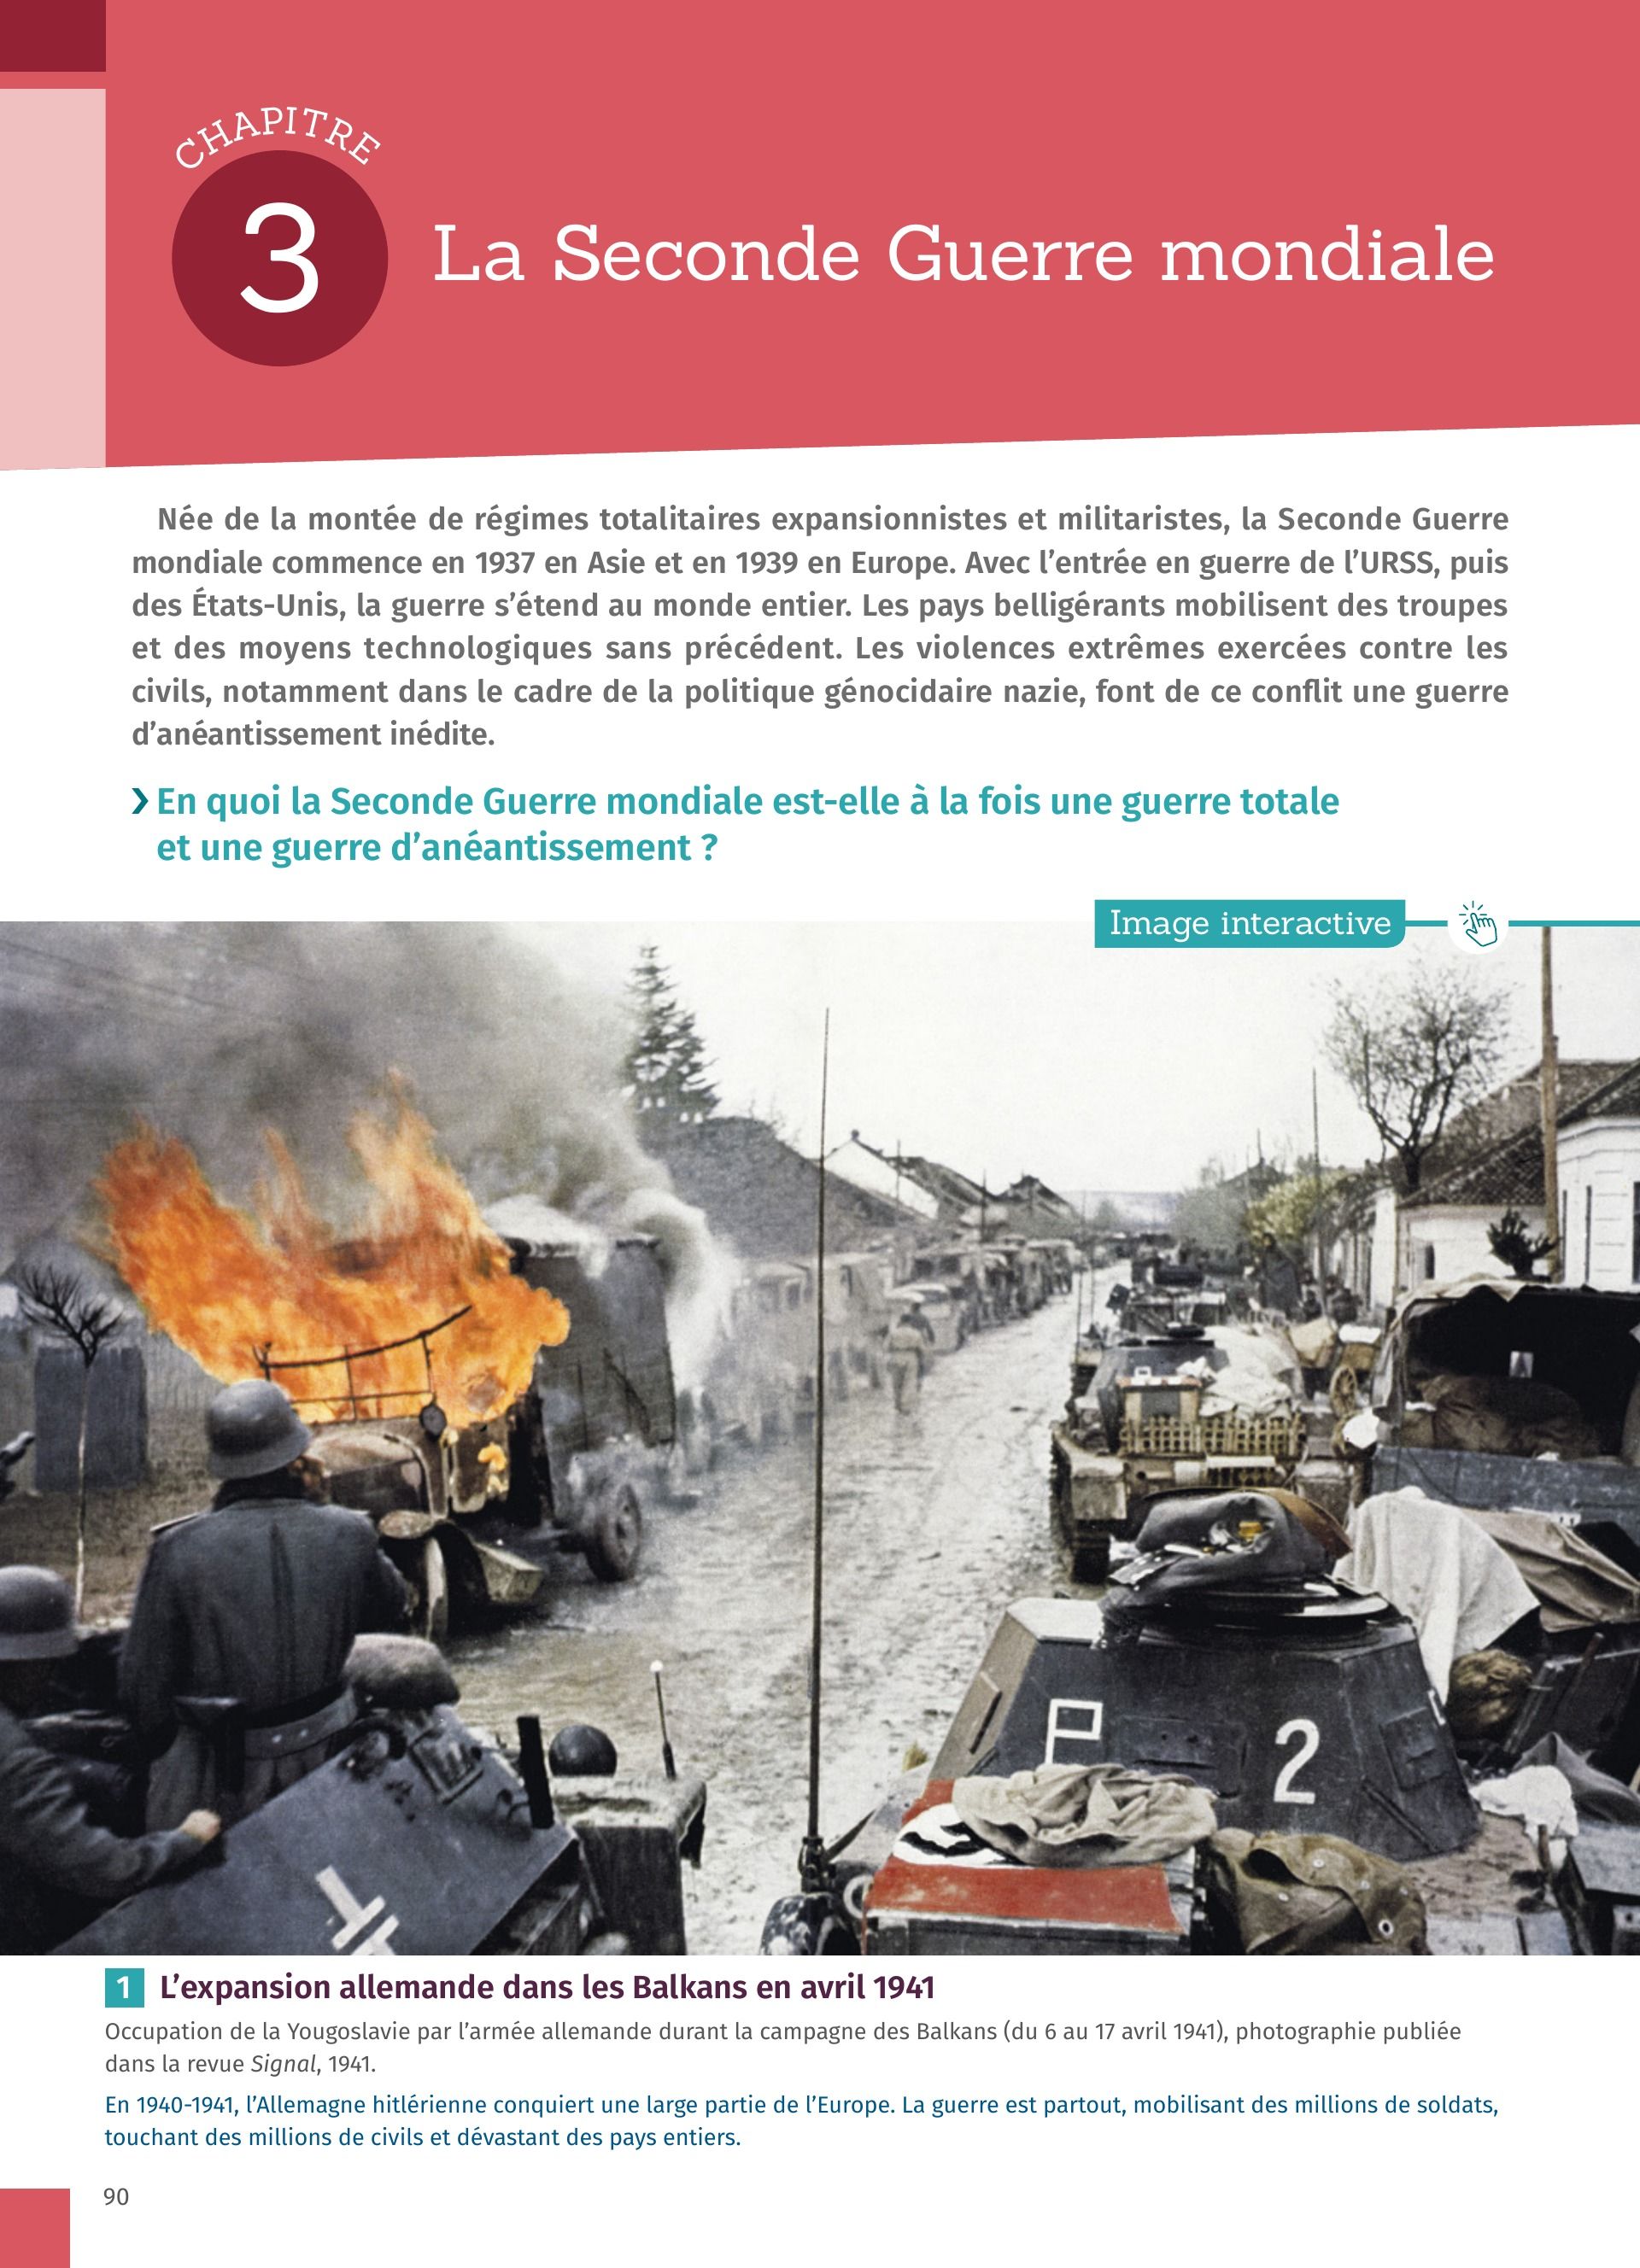 CHAPITRE
3
La Seconde Guerre mondiale
Née de la montée de régimes totalitaires expansionnistes et militaristes, la Seconde Guerre
mondiale commence en 1937 en Asie et en 1939 en Europe. Avec l’entrée en guerre de l’URSS, puis
des États-Unis, la guerre s’étend au monde entier. Les pays belligérants mobilisent des troupes
et des moyens technologiques sans précédent. Les violences extrêmes exercées contre les
civils, notamment dans le cadre de la politique génocidaire nazie, font de ce conflit une guerre
d’anéantissement inédite.
› En quoi la Seconde Guerre mondiale est-elle à la fois une guerre totale
et une guerre d’anéantissement ?
Image interactive
P 2
1 L’expansion allemande dans les Balkans en avril 1941
Occupation de la Yougoslavie par l’armée allemande durant la campagne des Balkans (du 6 au 17 avril 1941), photographie publiée
dans la revue Signal, 1941.
En 1940-1941, l’Allemagne hitlérienne conquiert une large partie de l’Europe. La guerre est partout, mobilisant des millions de soldats,
touchant des millions de civils et dévastant des pays entiers.
90